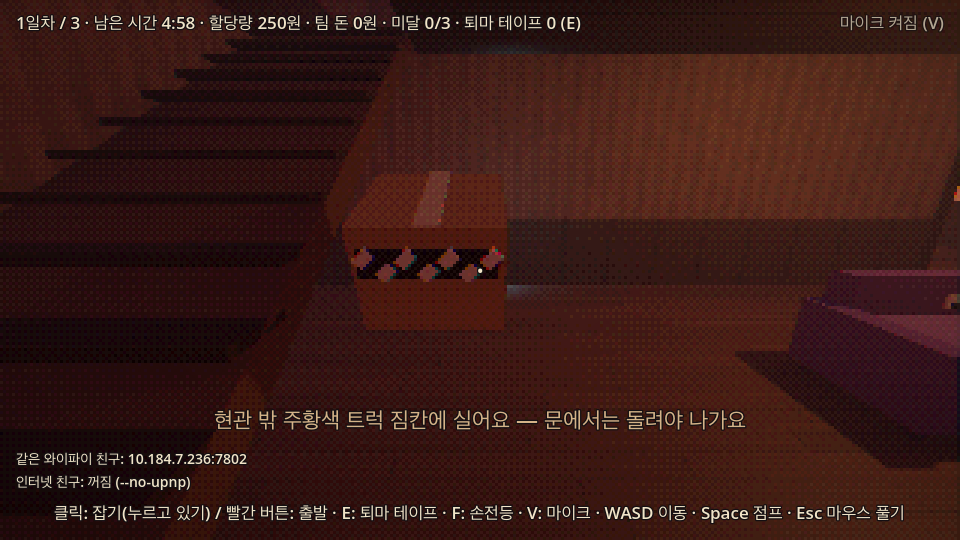 1일차 / 3 · 남은 시간 4:58 · 할당량 250원 · 팀 돈 0원 · 미달 0/3 · 퇴마 테이프 0 (E)
마이크 켜짐 (V)
현관 밖 주황색 트럭 짐칸에 실어요 — 문에서는 돌려야 나가요
같은 와이파이 친구: 10.184.7.236:7802
인터넷 친구: 꺼짐 (--no-upnp)
클릭: 잡기(누르고 있기) / 빨간 버튼: 출발 · E: 퇴마 테이프 · F: 손전등 · V: 마이크 · WASD 이동 · Space 점프 · Esc 마우스 풀기